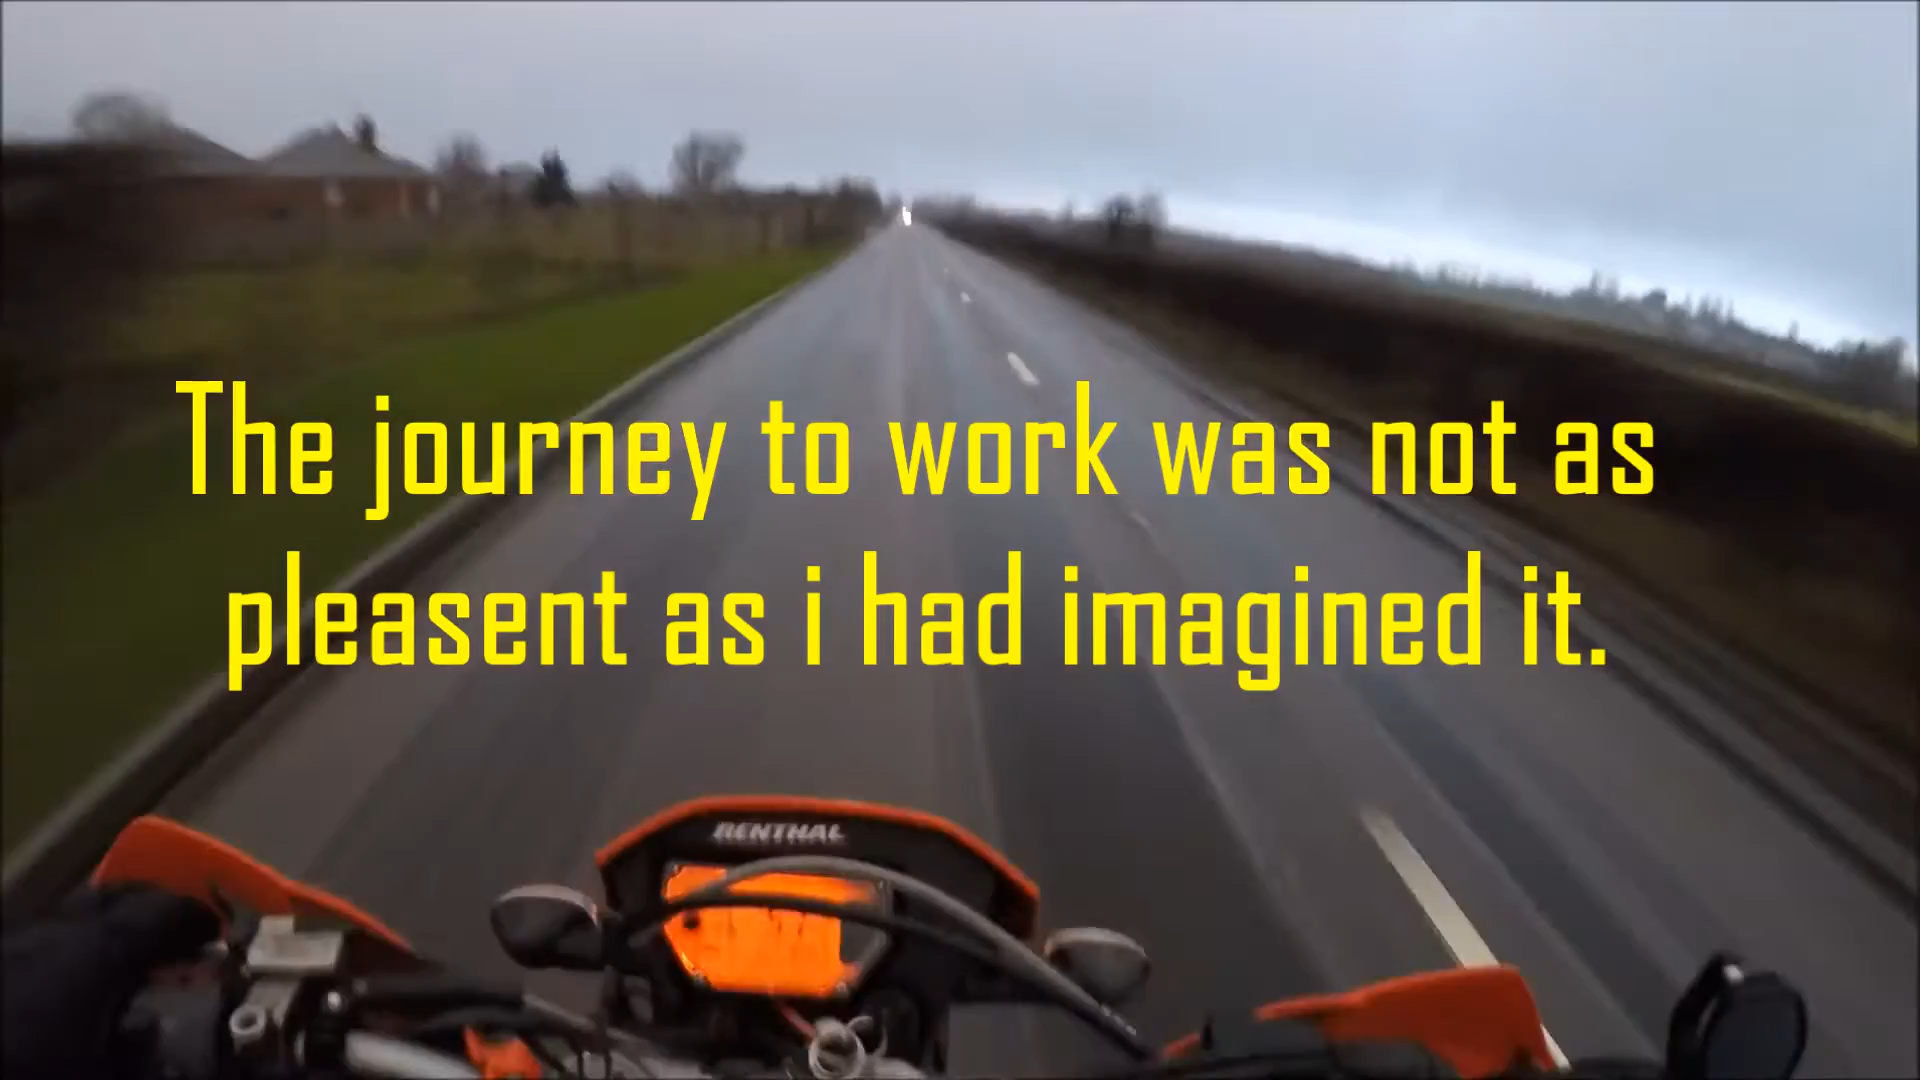 The journey to work was not as
pleasent as i had imagined it.
RENTHAL